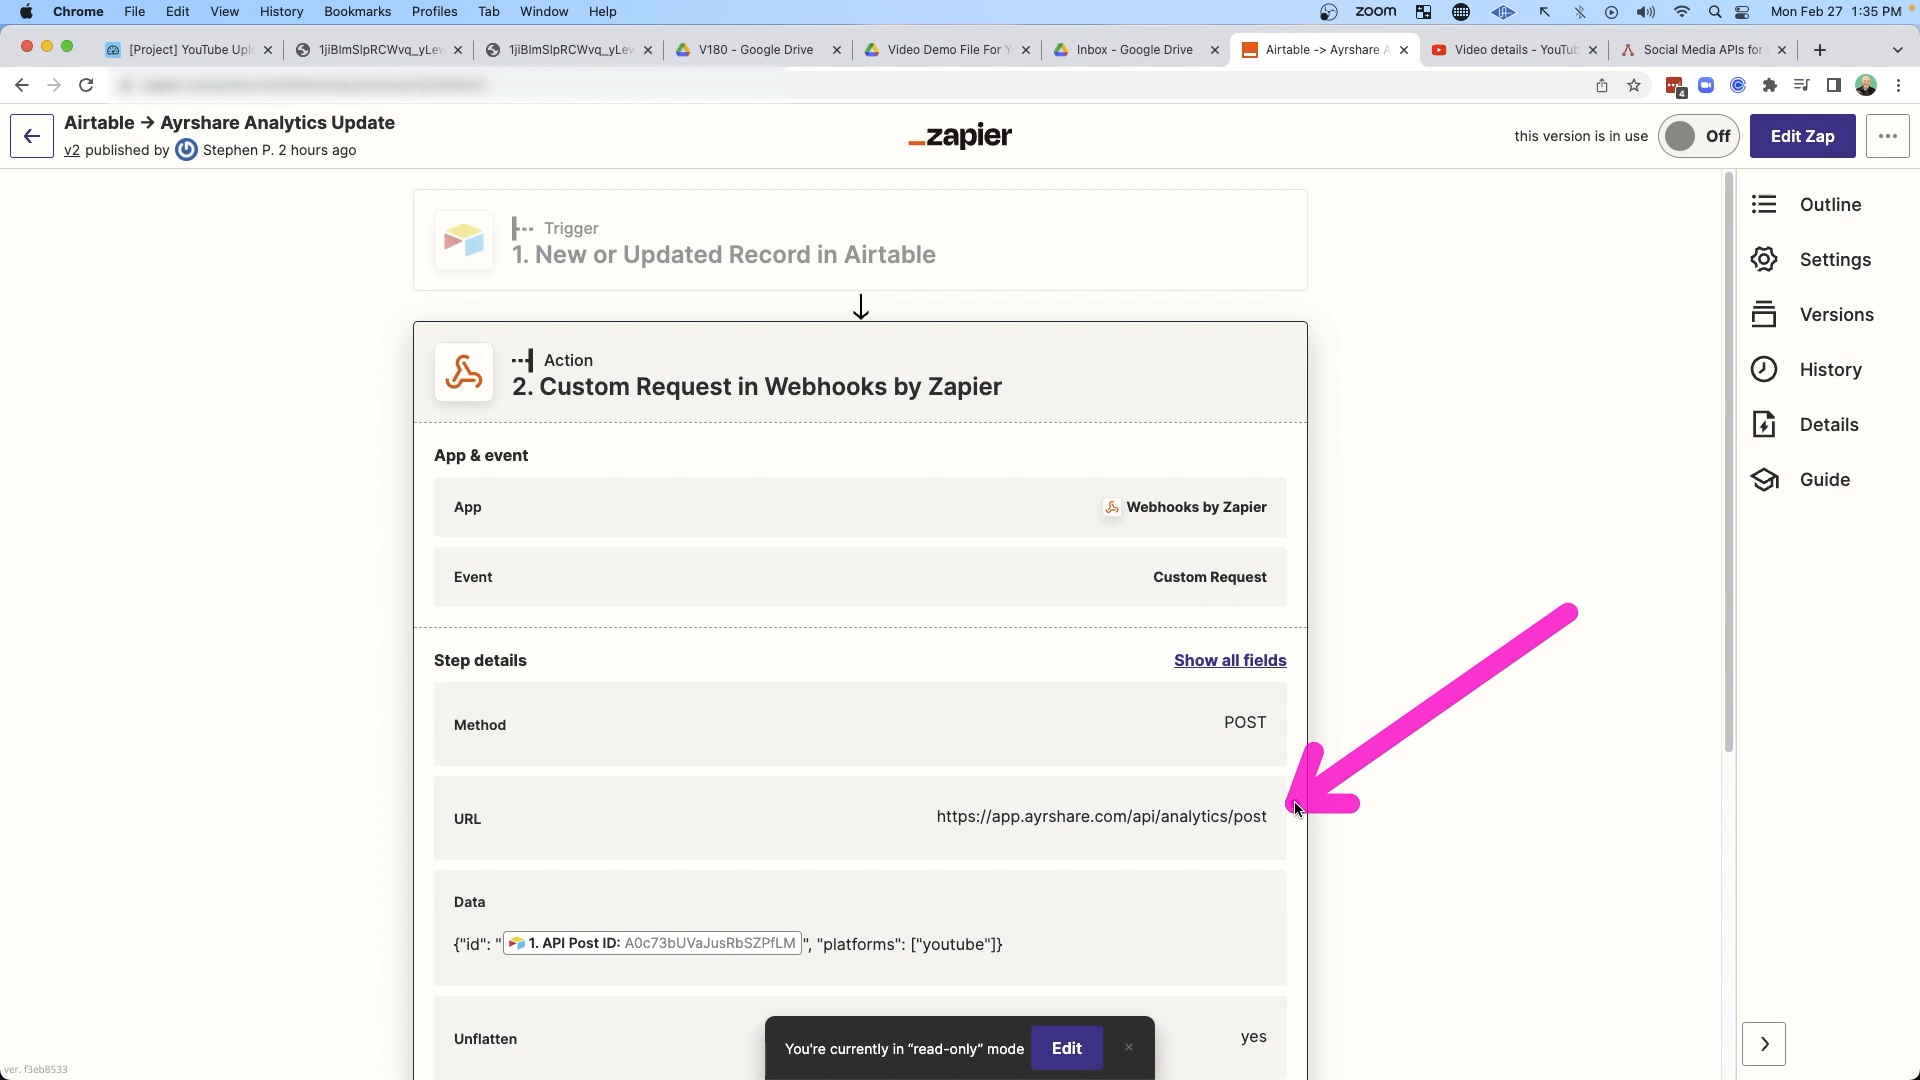 Chrome File Edit View History Bookmarks Profiles Tab Window Help zoom Mon Feb 27 1:35 PM
[Project] YouTube Uplo 1jiBlmSlpRCWvq_yLew 1jiBlmSlpRCWvq_yLew V180 - Google Drive Video Demo File For Y Inbox - Google Drive Airtable -> Ayrshare A Video details - YouTub Social Media APIs for
4
Airtable → Ayrshare Analytics Update
v2 published by Stephen P. 2 hours ago
zapier
this version is in use Off Edit Zap
Trigger
1. New or Updated Record in Airtable
Action
2. Custom Request in Webhooks by Zapier
App & event
App Webhooks by Zapier
Event Custom Request
Step details Show all fields
Method POST
URL https://app.ayrshare.com/api/analytics/post
Data
{"id": " 1. API Post ID: A0c73bUVaJusRbSZPfLM ", "platforms": ["youtube"]}
Unflatten yes
You're currently in “read-only” mode Edit
Outline
Settings
Versions
History
Details
Guide
ver. f3eb8533